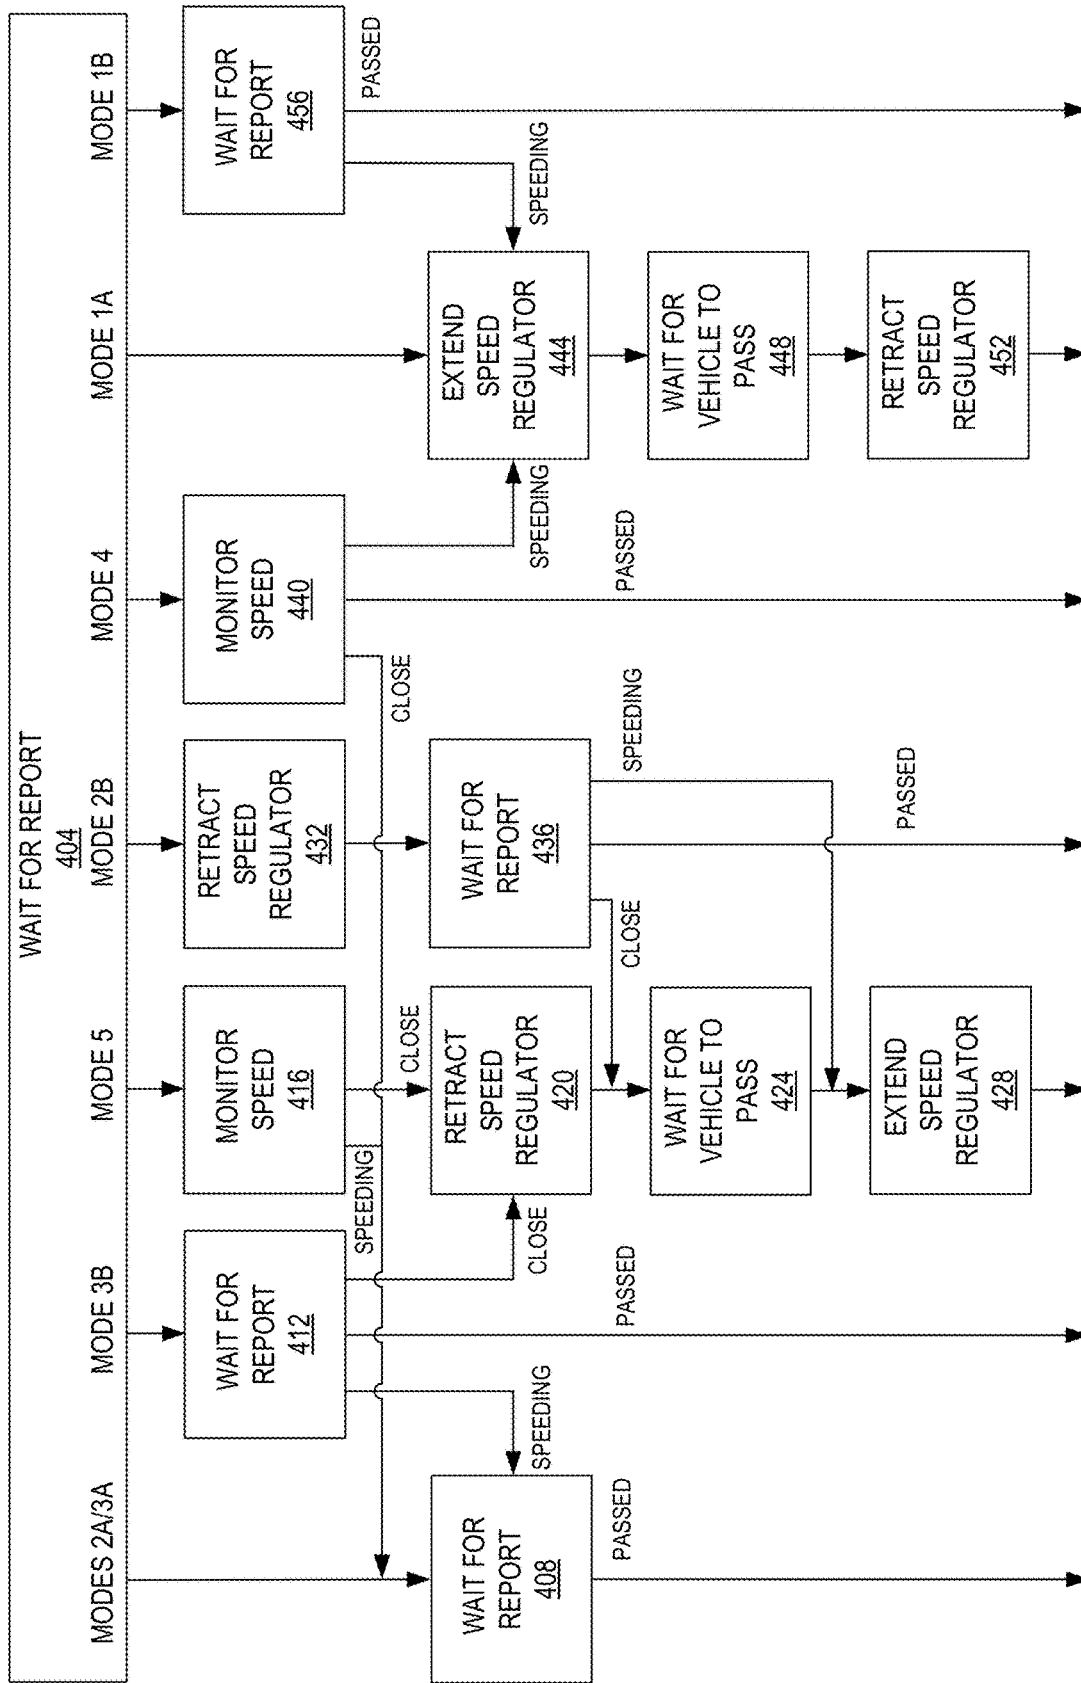 WAIT FOR REPORT
404
MODES 2A/3A
MODE 3B
MODE 5
MODE 2B
MODE 4
MODE 1A
MODE 1B
WAIT FOR
REPORT
412
MONITOR
SPEED
416
RETRACT
SPEED
REGULATOR
432
MONITOR
SPEED
440
WAIT FOR
REPORT
456
SPEEDING
CLOSE
CLOSE
PASSED
SPEEDING
CLOSE
SPEEDING
SPEEDING
WAIT FOR
REPORT
408
RETRACT
SPEED
REGULATOR
420
WAIT FOR
REPORT
436
EXTEND
SPEED
REGULATOR
444
PASSED
PASSED
CLOSE
SPEEDING
PASSED
WAIT FOR
VEHICLE TO
PASS
424
WAIT FOR
VEHICLE TO
PASS
448
PASSED
EXTEND
SPEED
REGULATOR
428
RETRACT
SPEED
REGULATOR
452